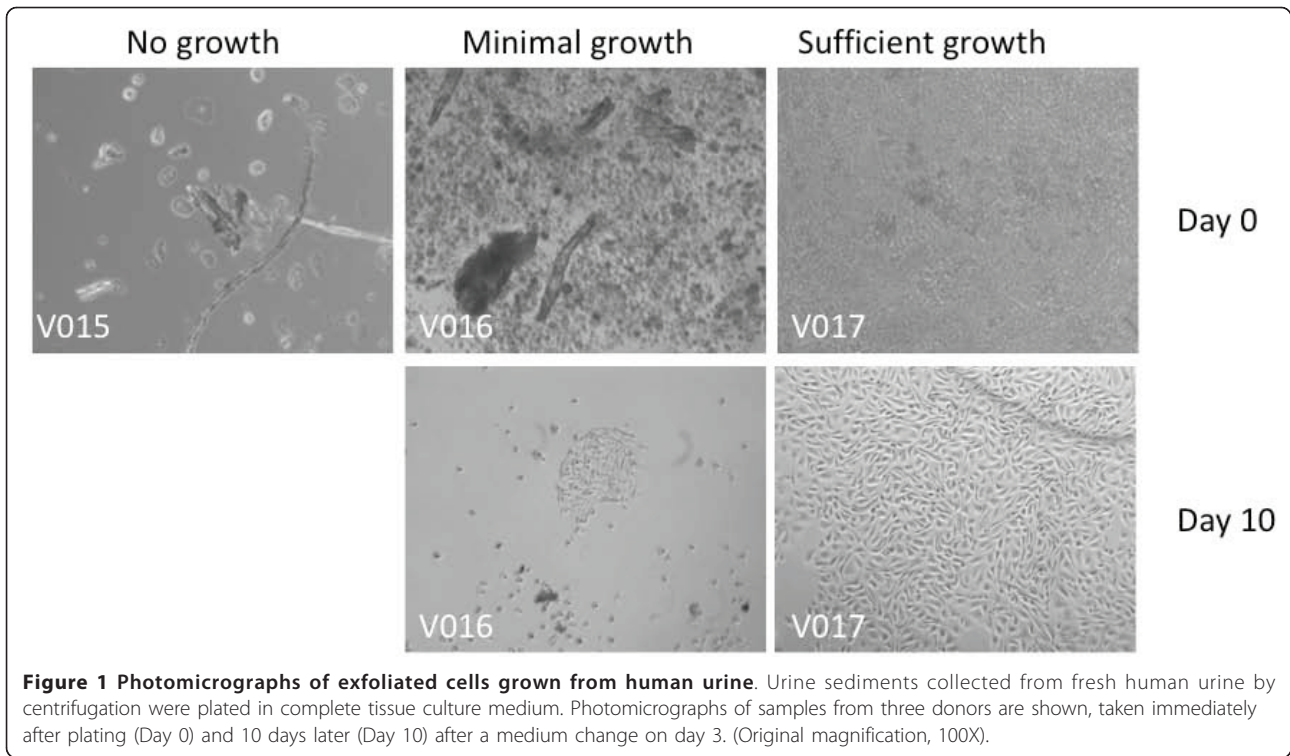 No growth
Minimal growth
Sufficient growth
V015
V016
V017
Day 0
V016
V017
Day 10
Figure 1 Photomicrographs of exfoliated cells grown from human urine. Urine sediments collected from fresh human urine by
centrifugation were plated in complete tissue culture medium. Photomicrographs of samples from three donors are shown, taken immediately
after plating (Day 0) and 10 days later (Day 10) after a medium change on day 3. (Original magnification, 100X).